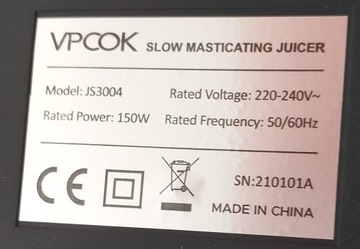 VPCOK SLOW MASTICATING JUICER
Model: JS3004 Rated Voltage: 220-240V~
Rated Power: 150W Rated Frequency: 50/60Hz
CE SN:210101A
MADE IN CHINA